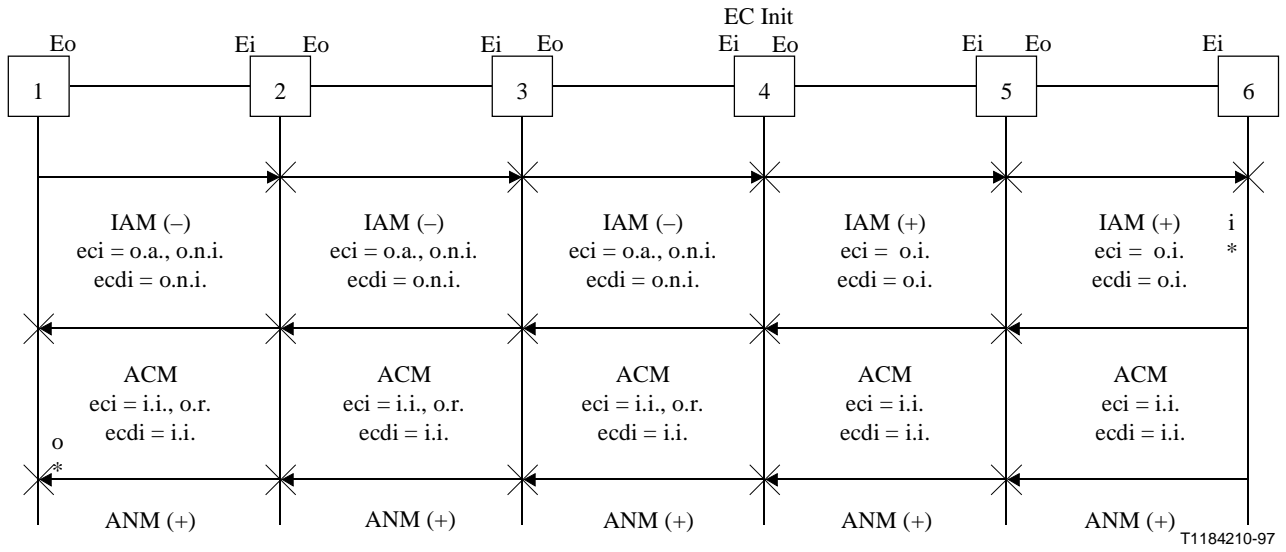 EC Init
Eo Ei Eo Ei Eo Ei Eo Ei Eo Ei
1 2 3 4 5 6
IAM (–) IAM (–) IAM (–) IAM (+) IAM (+) i
eci = o.a., o.n.i. eci = o.a., o.n.i. eci = o.a., o.n.i. eci = o.i. eci = o.i. *
ecdi = o.n.i. ecdi = o.n.i. ecdi = o.n.i. ecdi = o.i. ecdi = o.i.
ACM ACM ACM ACM ACM
eci = i.i., o.r. eci = i.i., o.r. eci = i.i., o.r. eci = i.i. eci = i.i.
ecdi = i.i. ecdi = i.i. ecdi = i.i. ecdi = i.i. ecdi = i.i.
o
*
ANM (+) ANM (+) ANM (+) ANM (+) ANM (+)
T1184210-97